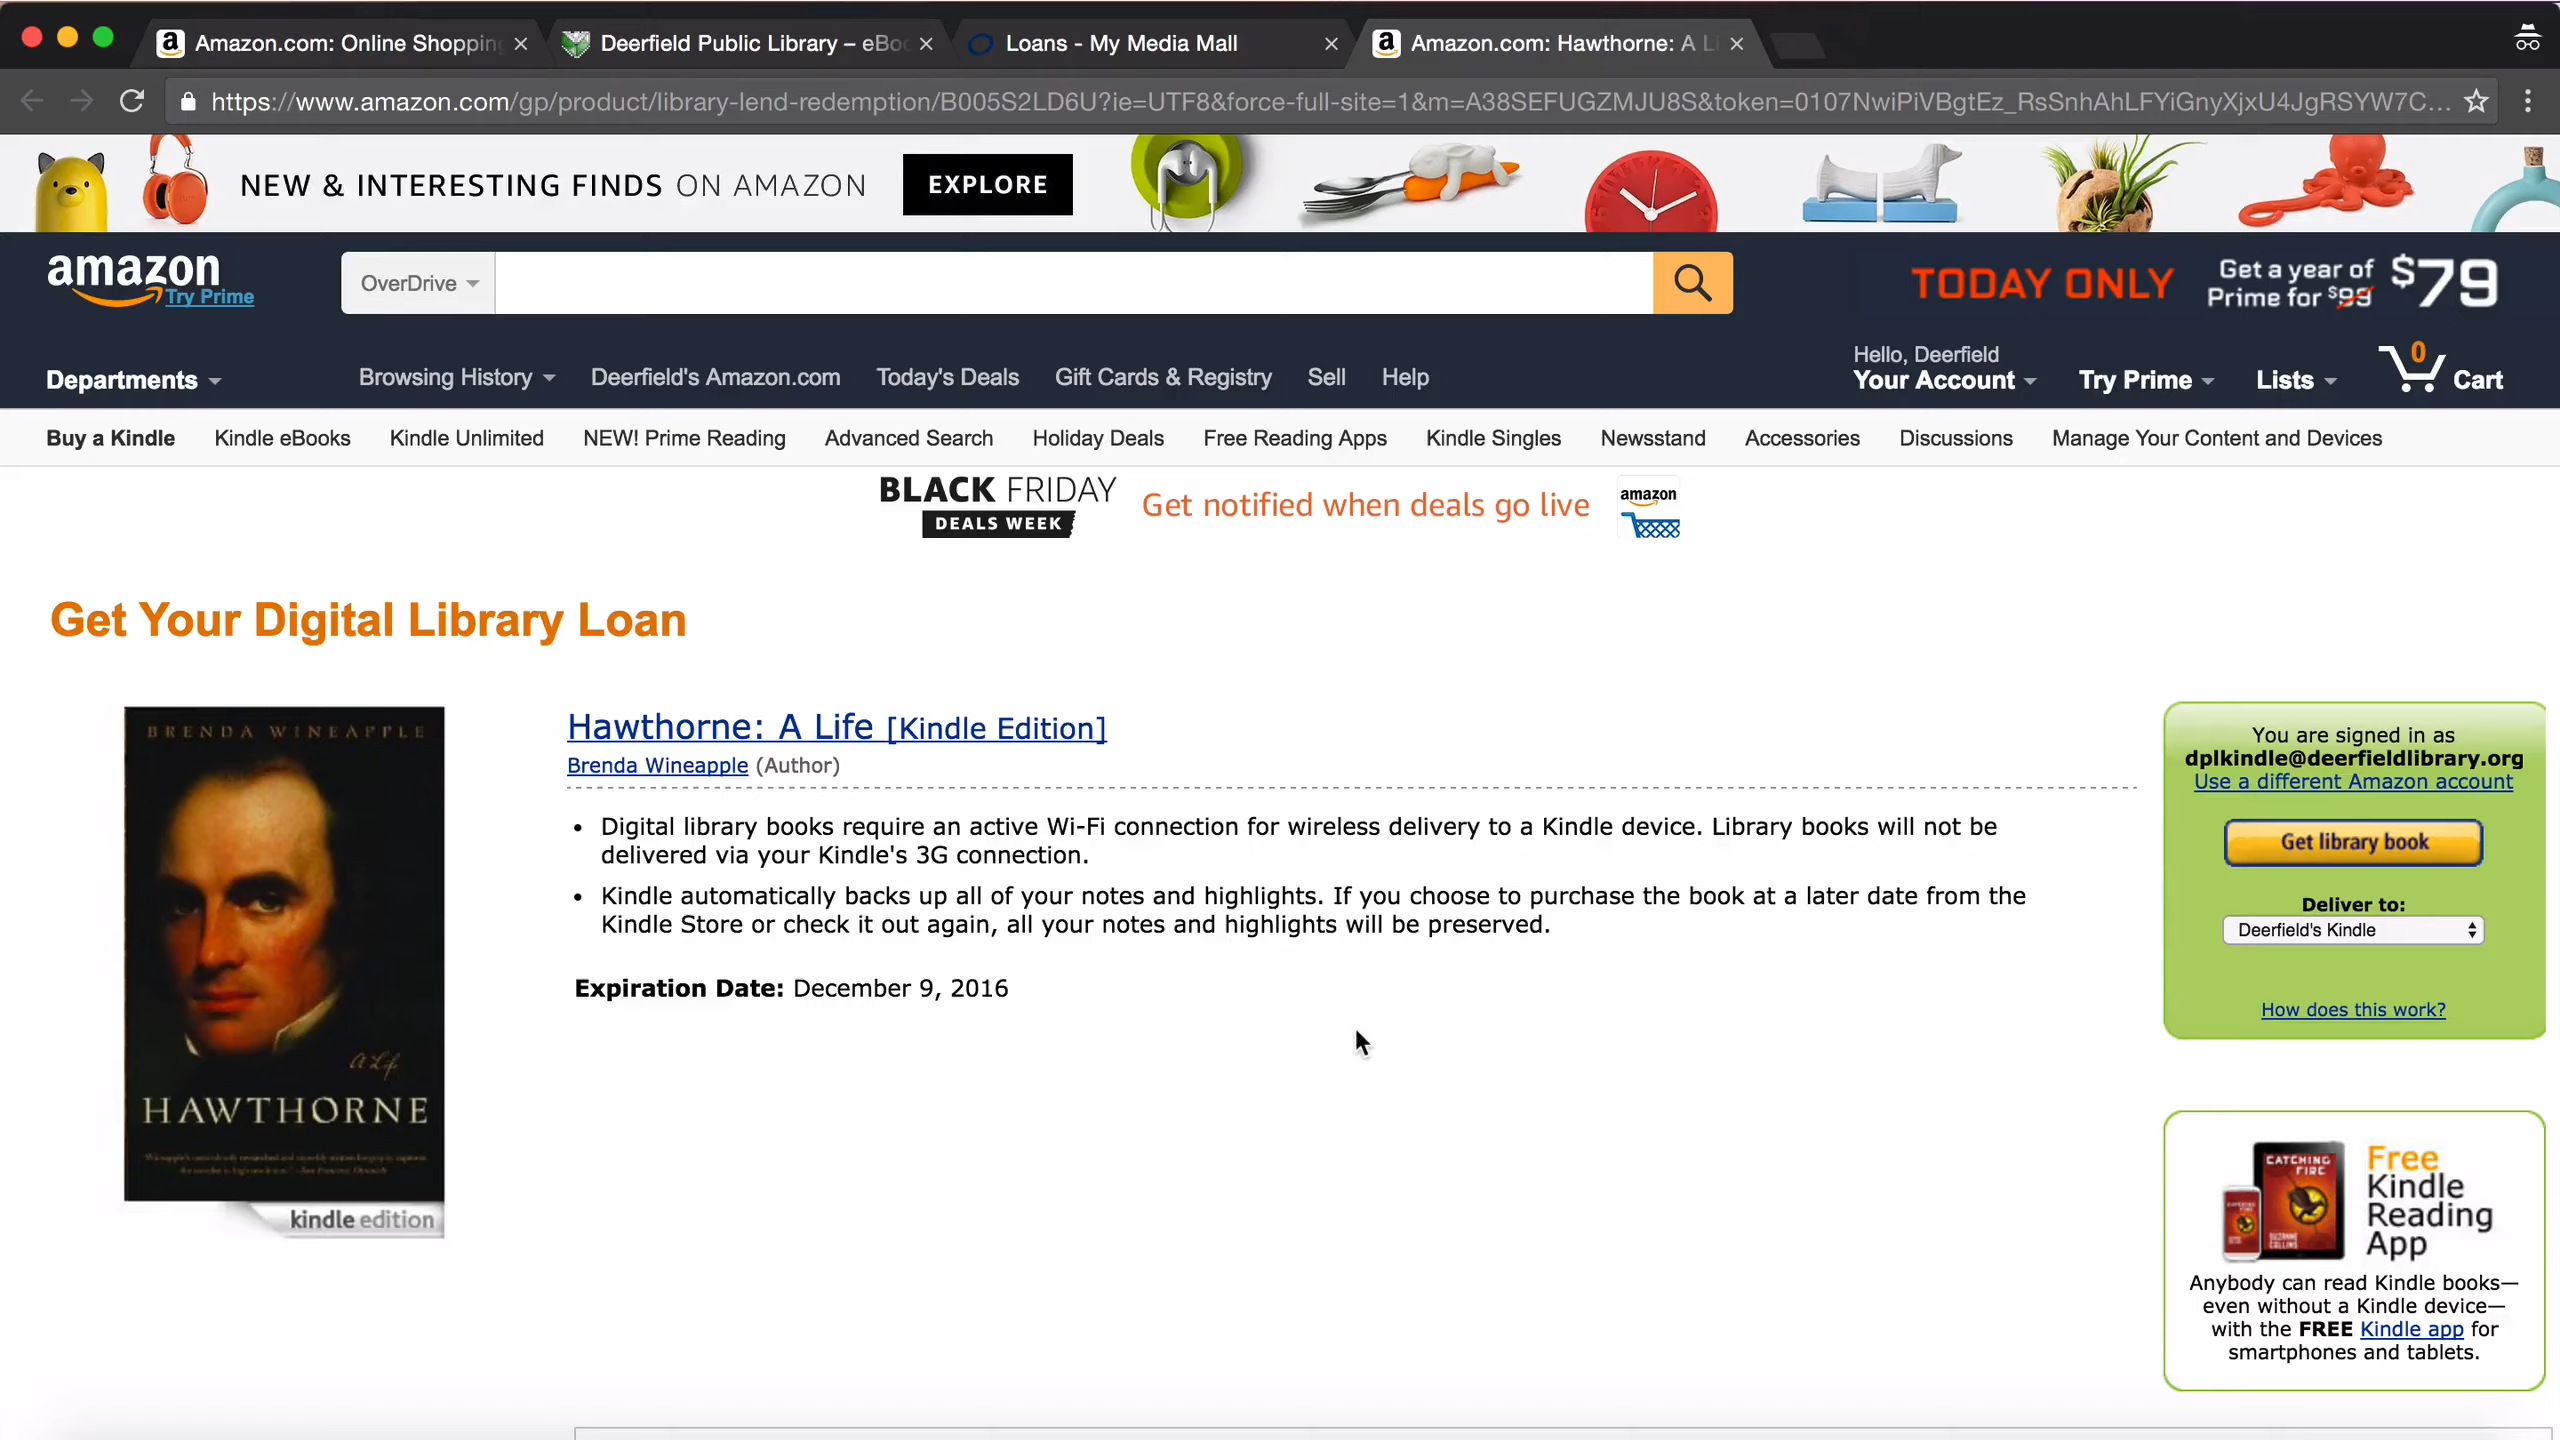 Amazon.com: Online Shopping
Deerfield Public Library – eBoo
Loans - My Media Mall
Amazon.com: Hawthorne: A Li
https://www.amazon.com/gp/product/library-lend-redemption/B005S2LD6U?ie=UTF8&force-full-site=1&m=A38SEFUGZMJU8S&token=0107NwiPiVBgtEz_RsSnhAhLFYiGnyXjxU4JgRSYW7C...
NEW & INTERESTING FINDS ON AMAZON
EXPLORE
amazon
Try Prime
OverDrive
TODAY ONLY
Get a year of
Prime for $99
$79
Departments
Browsing History
Deerfield's Amazon.com
Today's Deals
Gift Cards & Registry
Sell
Help
Hello, Deerfield
Your Account
Try Prime
Lists
0
Cart
Buy a Kindle
Kindle eBooks
Kindle Unlimited
NEW! Prime Reading
Advanced Search
Holiday Deals
Free Reading Apps
Kindle Singles
Newsstand
Accessories
Discussions
Manage Your Content and Devices
BLACK FRIDAY
DEALS WEEK
Get notified when deals go live
amazon
Get Your Digital Library Loan
BRENDA WINEAPPLE
A Life
HAWTHORNE
kindle edition
Hawthorne: A Life [Kindle Edition]
Brenda Wineapple (Author)
• Digital library books require an active Wi-Fi connection for wireless delivery to a Kindle device. Library books will not be
delivered via your Kindle's 3G connection.
• Kindle automatically backs up all of your notes and highlights. If you choose to purchase the book at a later date from the
Kindle Store or check it out again, all your notes and highlights will be preserved.
Expiration Date: December 9, 2016
You are signed in as
dplkindle@deerfieldlibrary.org
Use a different Amazon account
Get library book
Deliver to:
Deerfield's Kindle
How does this work?
CATCHING
FIRE
SUZANNE
COLLINS
Free
Kindle
Reading
App
Anybody can read Kindle books—
even without a Kindle device—
with the FREE Kindle app for
smartphones and tablets.